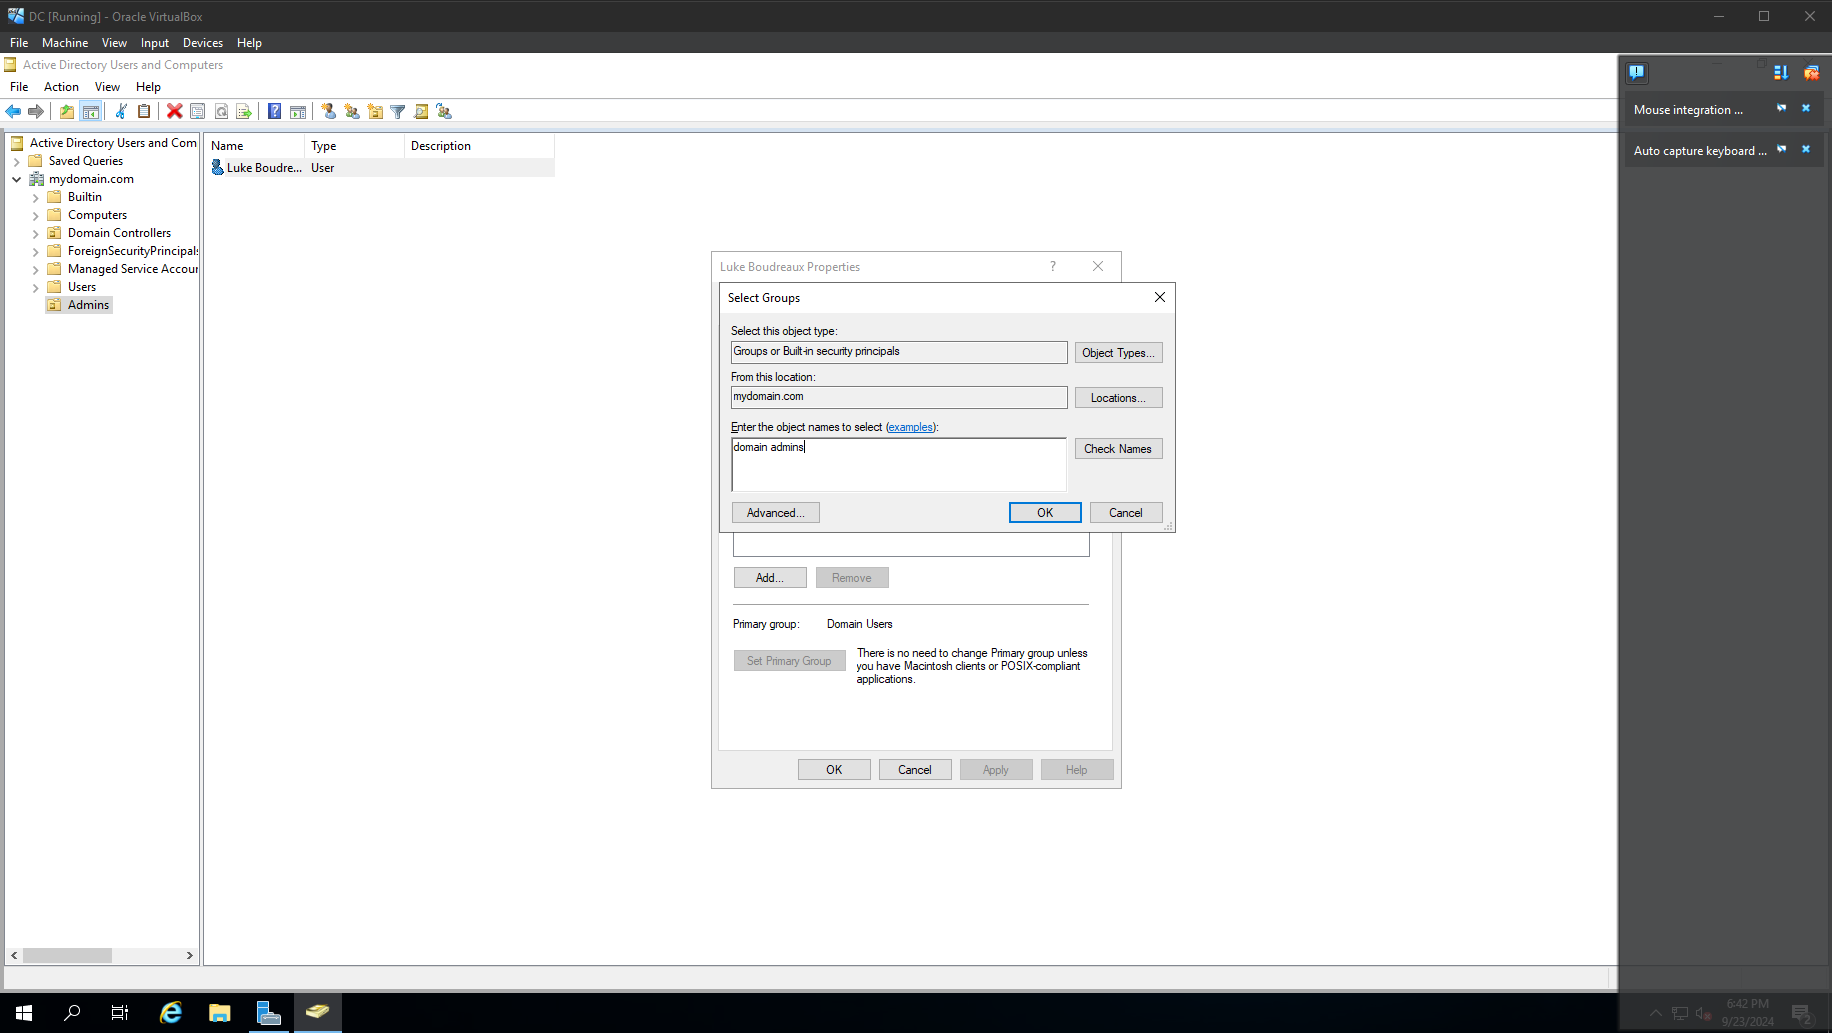 DC [Running] - Oracle VirtualBox
File Machine View Input Devices Help
Active Directory Users and Computers
File Action View Help
Mouse integration ...
Auto capture keyboard ...
Active Directory Users and Com
Saved Queries
mydomain.com
Builtin
Computers
Domain Controllers
ForeignSecurityPrincipals
Managed Service Accour
Users
Admins
Name Type Description
Luke Boudre... User
Luke Boudreaux Properties
?
Select Groups
Select this object type:
Groups or Built-in security principals
Object Types...
From this location:
mydomain.com
Locations...
Enter the object names to select (examples):
domain admins
Check Names
Advanced...
OK
Cancel
Add...
Remove
Primary group: Domain Users
Set Primary Group
There is no need to change Primary group unless
you have Macintosh clients or POSIX-compliant
applications.
OK
Cancel
Apply
Help
6:42 PM
9/23/2024
2